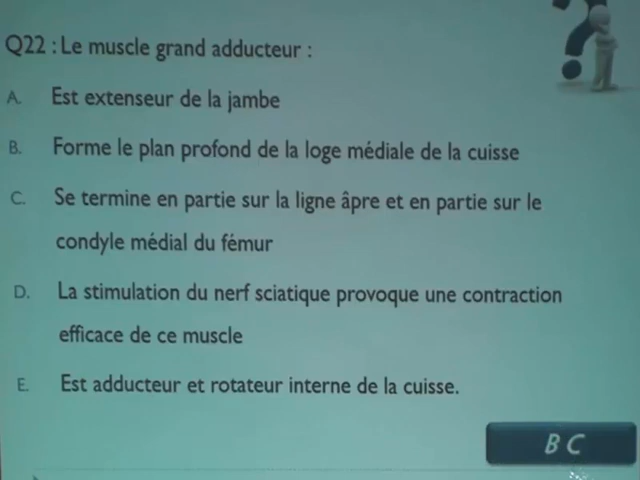 Q22 : Le muscle grand adducteur :
A. Est extenseur de la jambe
B. Forme le plan profond de la loge médiale de la cuisse
C. Se termine en partie sur la ligne âpre et en partie sur le
condyle médial du fémur
D. La stimulation du nerf sciatique provoque une contraction
efficace de ce muscle
E. Est adducteur et rotateur interne de la cuisse.
B C